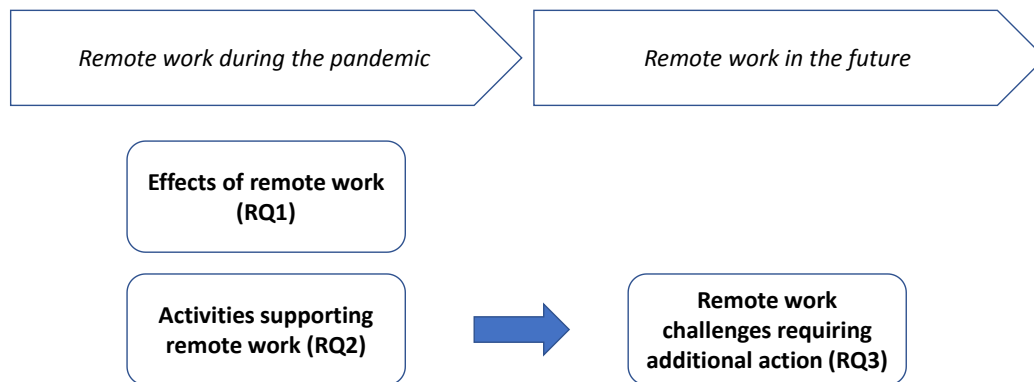 Remote work during the pandemic
Remote work in the future
Effects of remote work
(RQ1)
Activities supporting
remote work (RQ2)
Remote work
challenges requiring
additional action (RQ3)